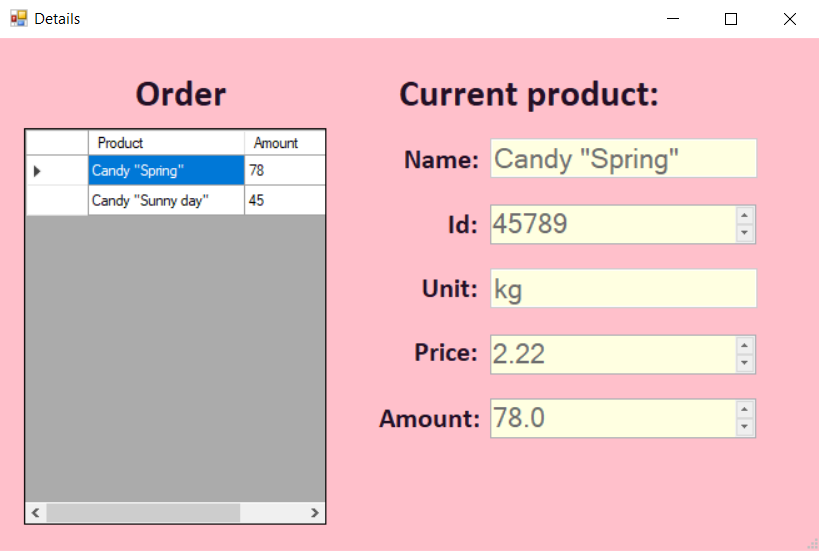 Details
Order
Product Amount
Candy "Spring" 78
Candy "Sunny day" 45
Current product:
Name: Candy "Spring"
Id: 45789
Unit: kg
Price: 2.22
Amount: 78.0